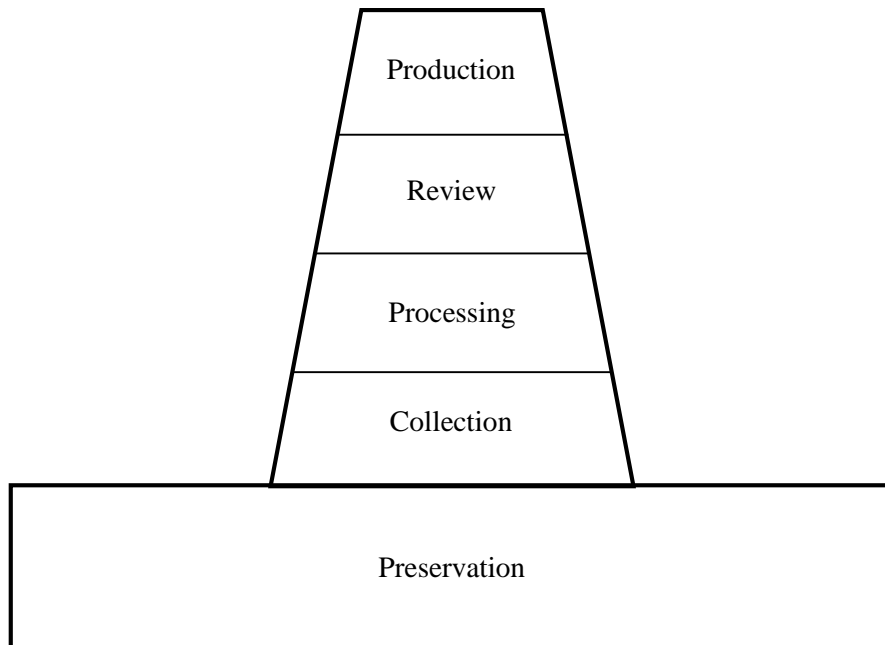 Production
Review
Processing
Collection
Preservation